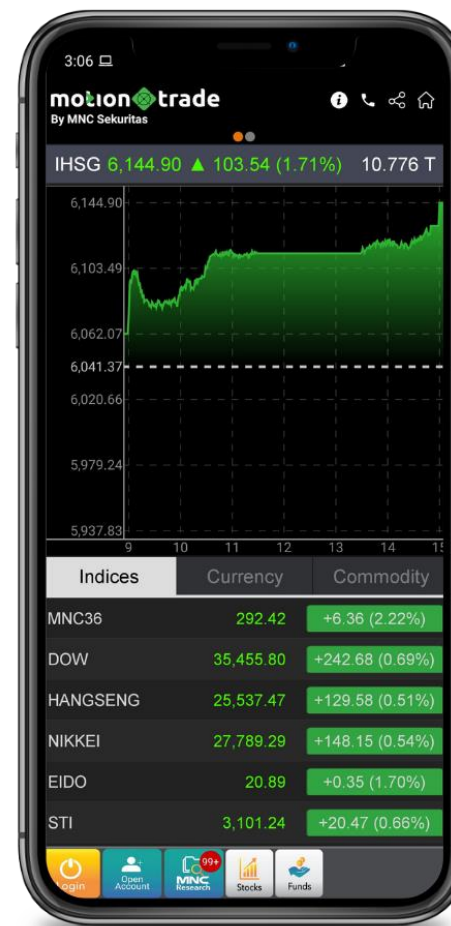 3:06
motion trade
By MNC Sekuritas
IHSG 6,144.90 ▲ 103.54 (1.71%) 10.776 T
6,144.90
6,103.49
6,062.07
6,041.37
6,020.66
5,979.24
5,937.83
9 10 11 12 13 14 15
Indices Currency Commodity
MNC36 292.42 +6.36 (2.22%)
DOW 35,455.80 +242.68 (0.69%)
HANGSENG 25,537.47 +129.58 (0.51%)
NIKKEI 27,789.29 +148.15 (0.54%)
EIDO 20.89 +0.35 (1.70%)
STI 3,101.24 +20.47 (0.66%)
99+
Login Open Account MNC Research Stocks Funds